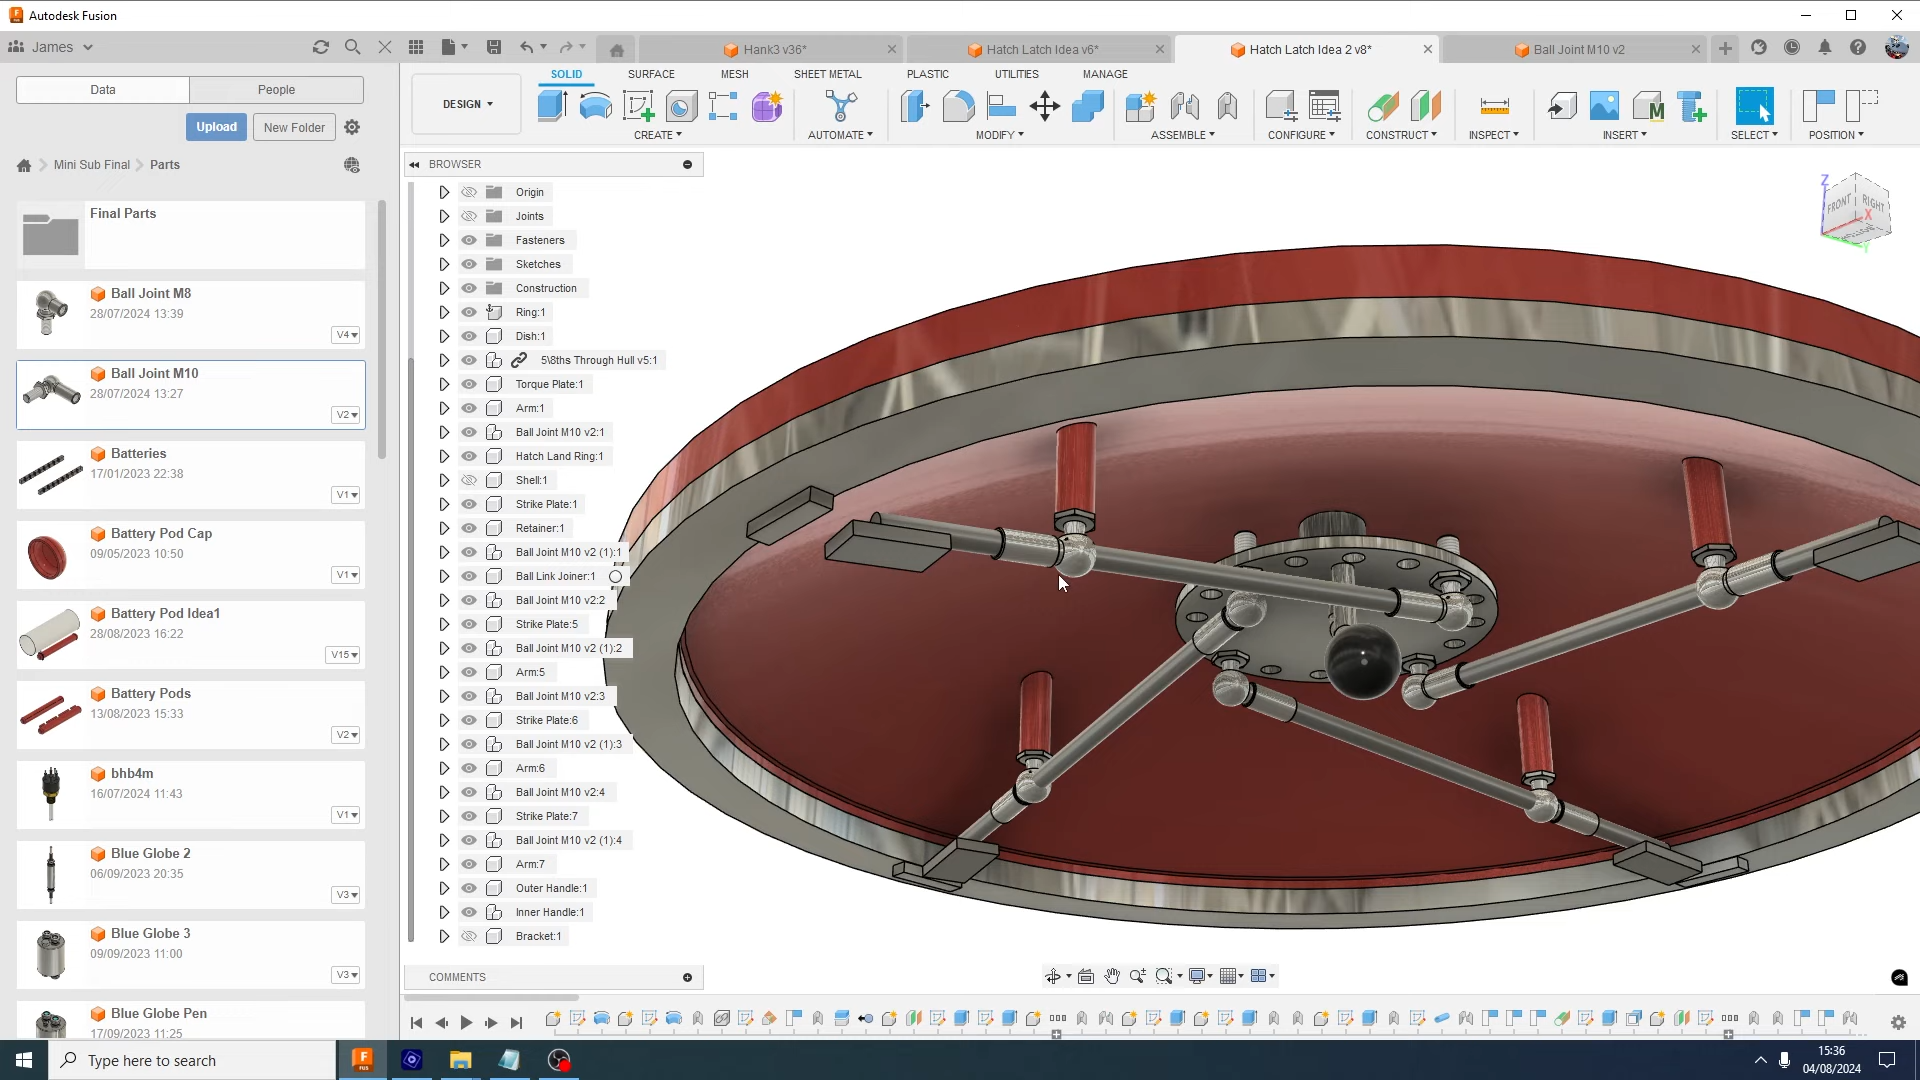 Autodesk Fusion
James
Hank3 v36*
Hatch Latch Idea v6*
Hatch Latch Idea 2 v8*
Ball Joint M10 v2
Data
People
Upload
New Folder
Mini Sub Final
Parts
DESIGN
SOLID
SURFACE
MESH
SHEET METAL
PLASTIC
UTILITIES
MANAGE
CREATE
AUTOMATE
MODIFY
ASSEMBLE
CONFIGURE
CONSTRUCT
INSPECT
INSERT
SELECT
POSITION
Final Parts
Ball Joint M8
28/07/2024 13:39
V4
Ball Joint M10
28/07/2024 13:27
V2
Batteries
17/01/2023 22:38
V1
Battery Pod Cap
09/05/2023 10:50
V1
Battery Pod Idea1
28/08/2023 16:22
V15
Battery Pods
13/08/2023 15:33
V2
bhb4m
16/07/2024 11:43
V1
Blue Globe 2
06/09/2023 20:35
V3
Blue Globe 3
09/09/2023 11:00
V3
Blue Globe Pen
17/09/2023 11:25
BROWSER
Origin
Joints
Fasteners
Sketches
Construction
Ring:1
Dish:1
5\8ths Through Hull v5:1
Torque Plate:1
Arm:1
Ball Joint M10 v2:1
Hatch Land Ring:1
Shell:1
Strike Plate:1
Retainer:1
Ball Joint M10 v2 (1):1
Ball Link Joiner:1
Ball Joint M10 v2:2
Strike Plate:5
Ball Joint M10 v2 (1):2
Arm:5
Ball Joint M10 v2:3
Strike Plate:6
Ball Joint M10 v2 (1):3
Arm:6
Ball Joint M10 v2:4
Strike Plate:7
Ball Joint M10 v2 (1):4
Arm:7
Outer Handle:1
Inner Handle:1
Bracket:1
COMMENTS
Z
FRONT
RIGHT
X
BOTTOM
Y
Type here to search
15:36
04/08/2024